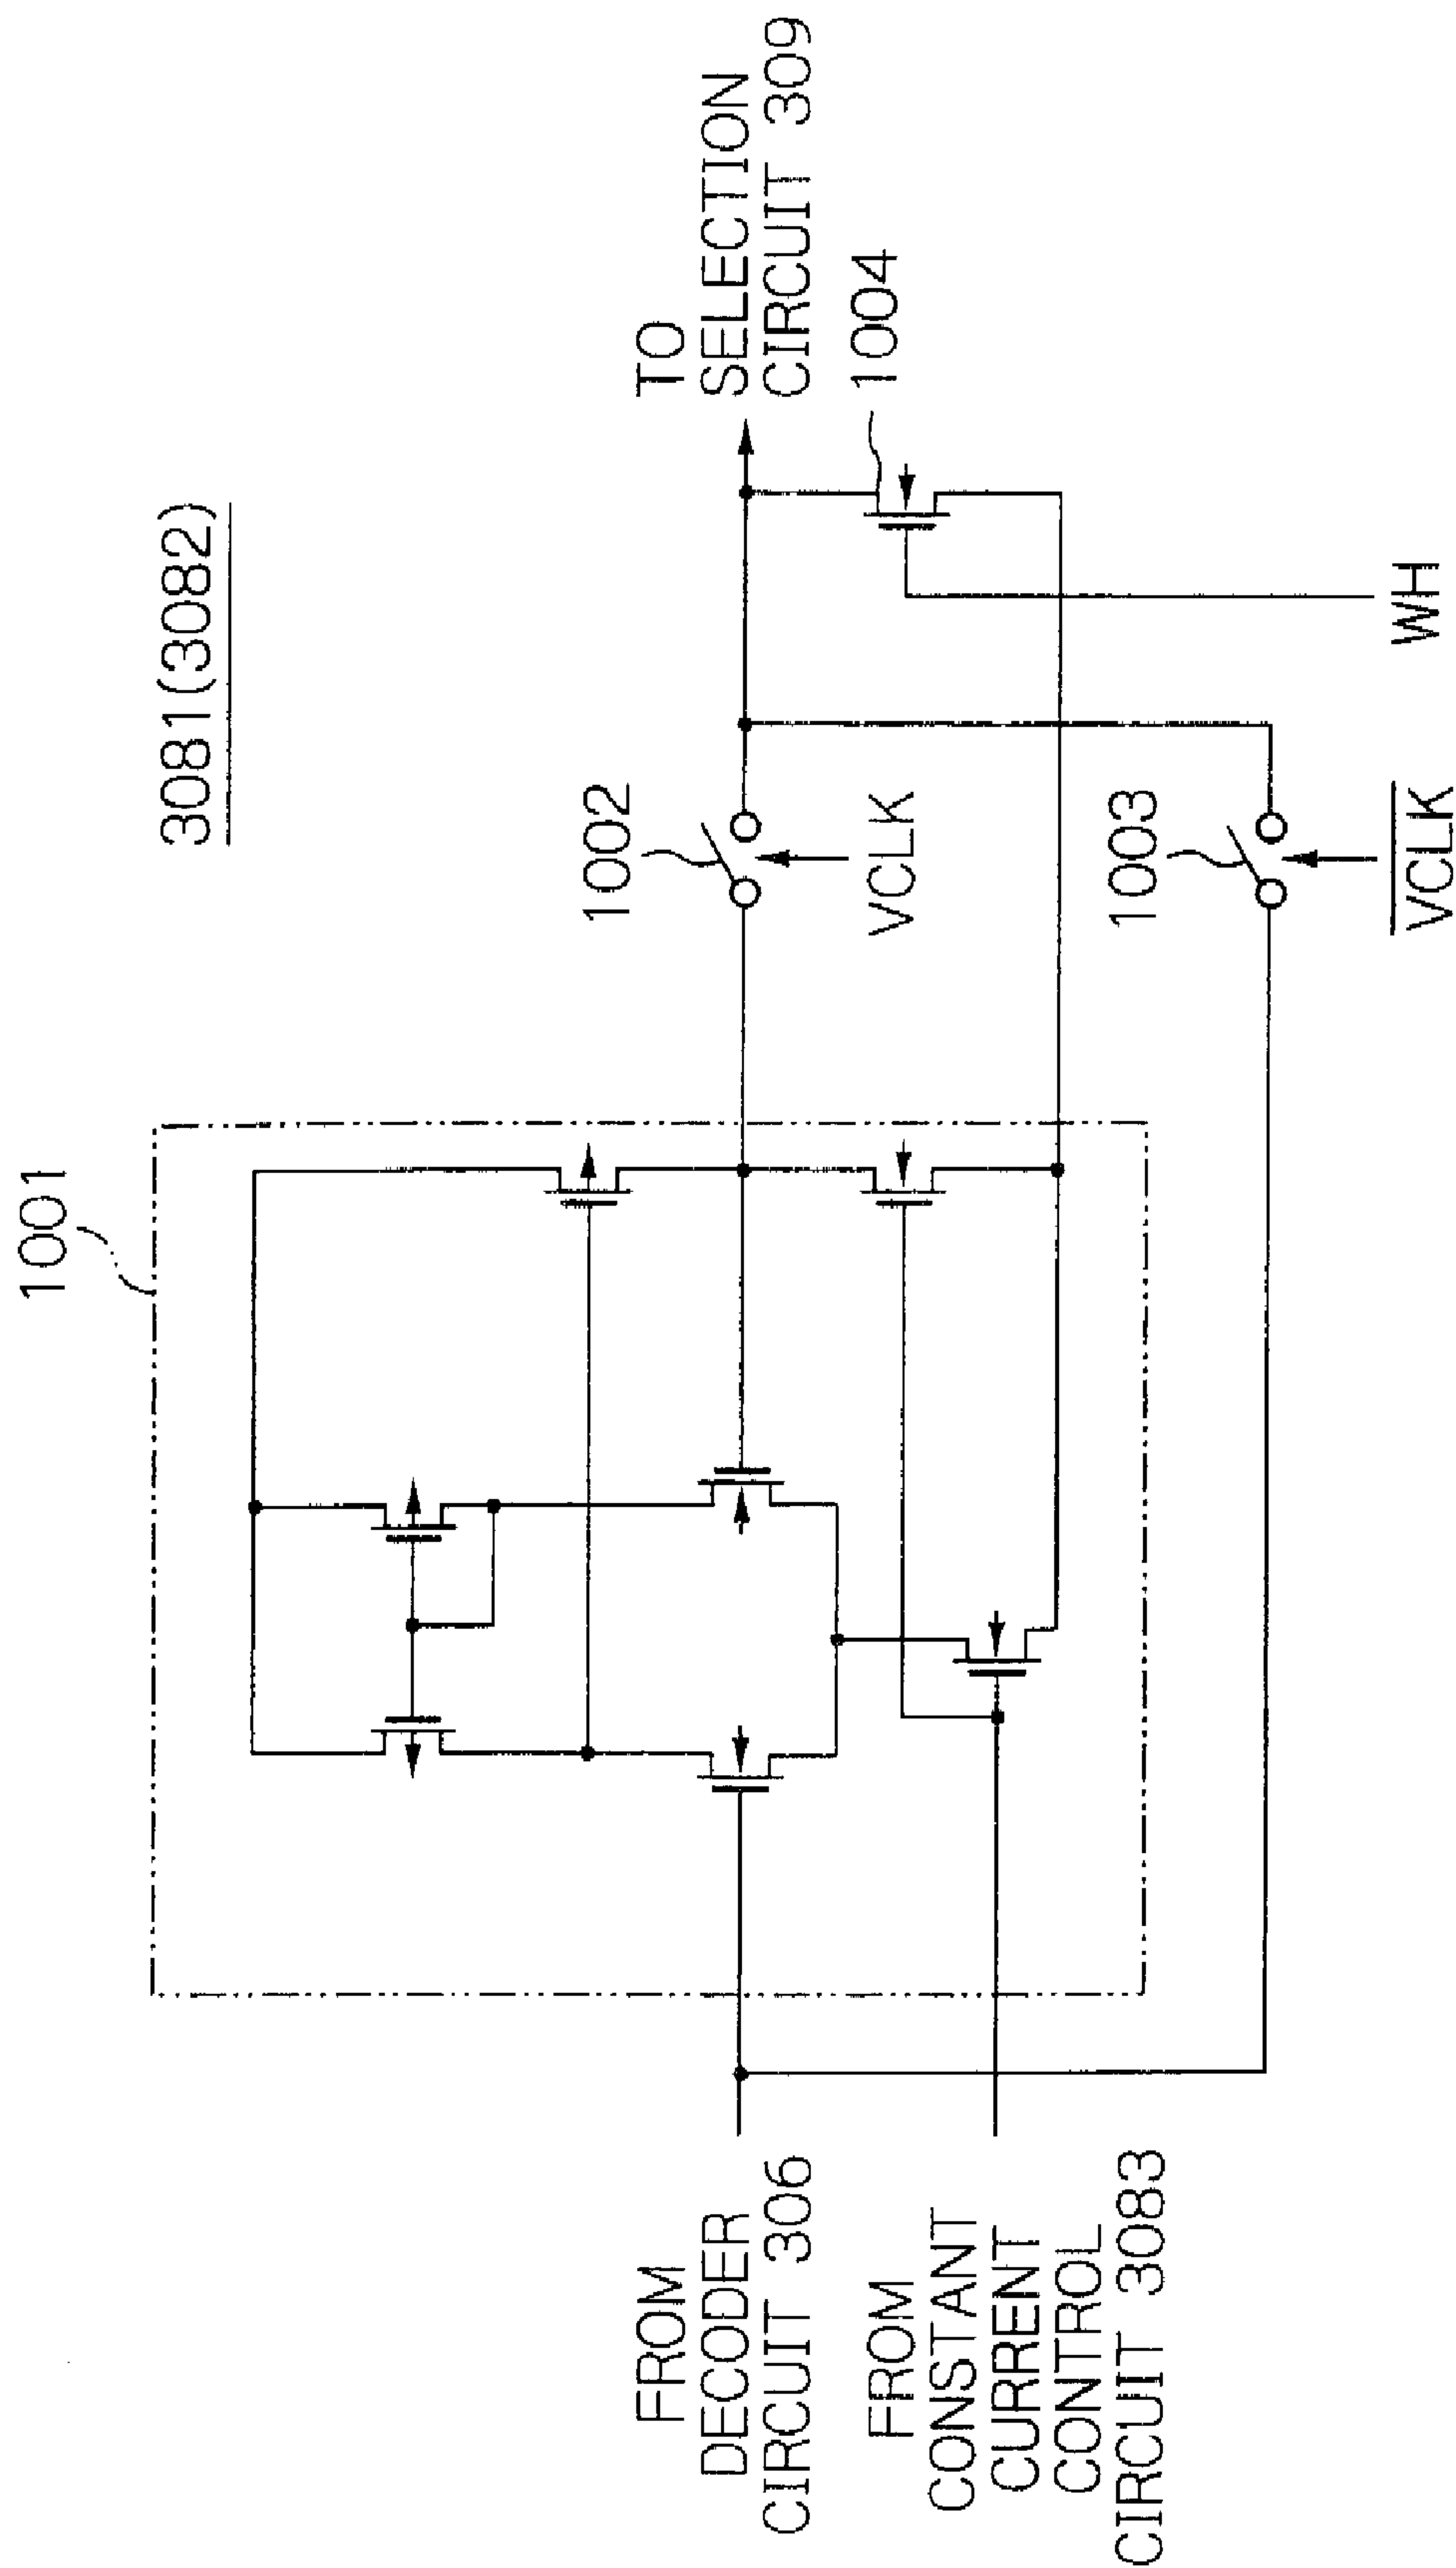 3081(3082)
1001
1002
VCLK
TO
SELECTION
CIRCUIT 309
1004
WH
1003
V̅C̅L̅K̅
FROM
DECODER
CIRCUIT 306
FROM
CONSTANT
CURRENT
CONTROL
CIRCUIT 3083